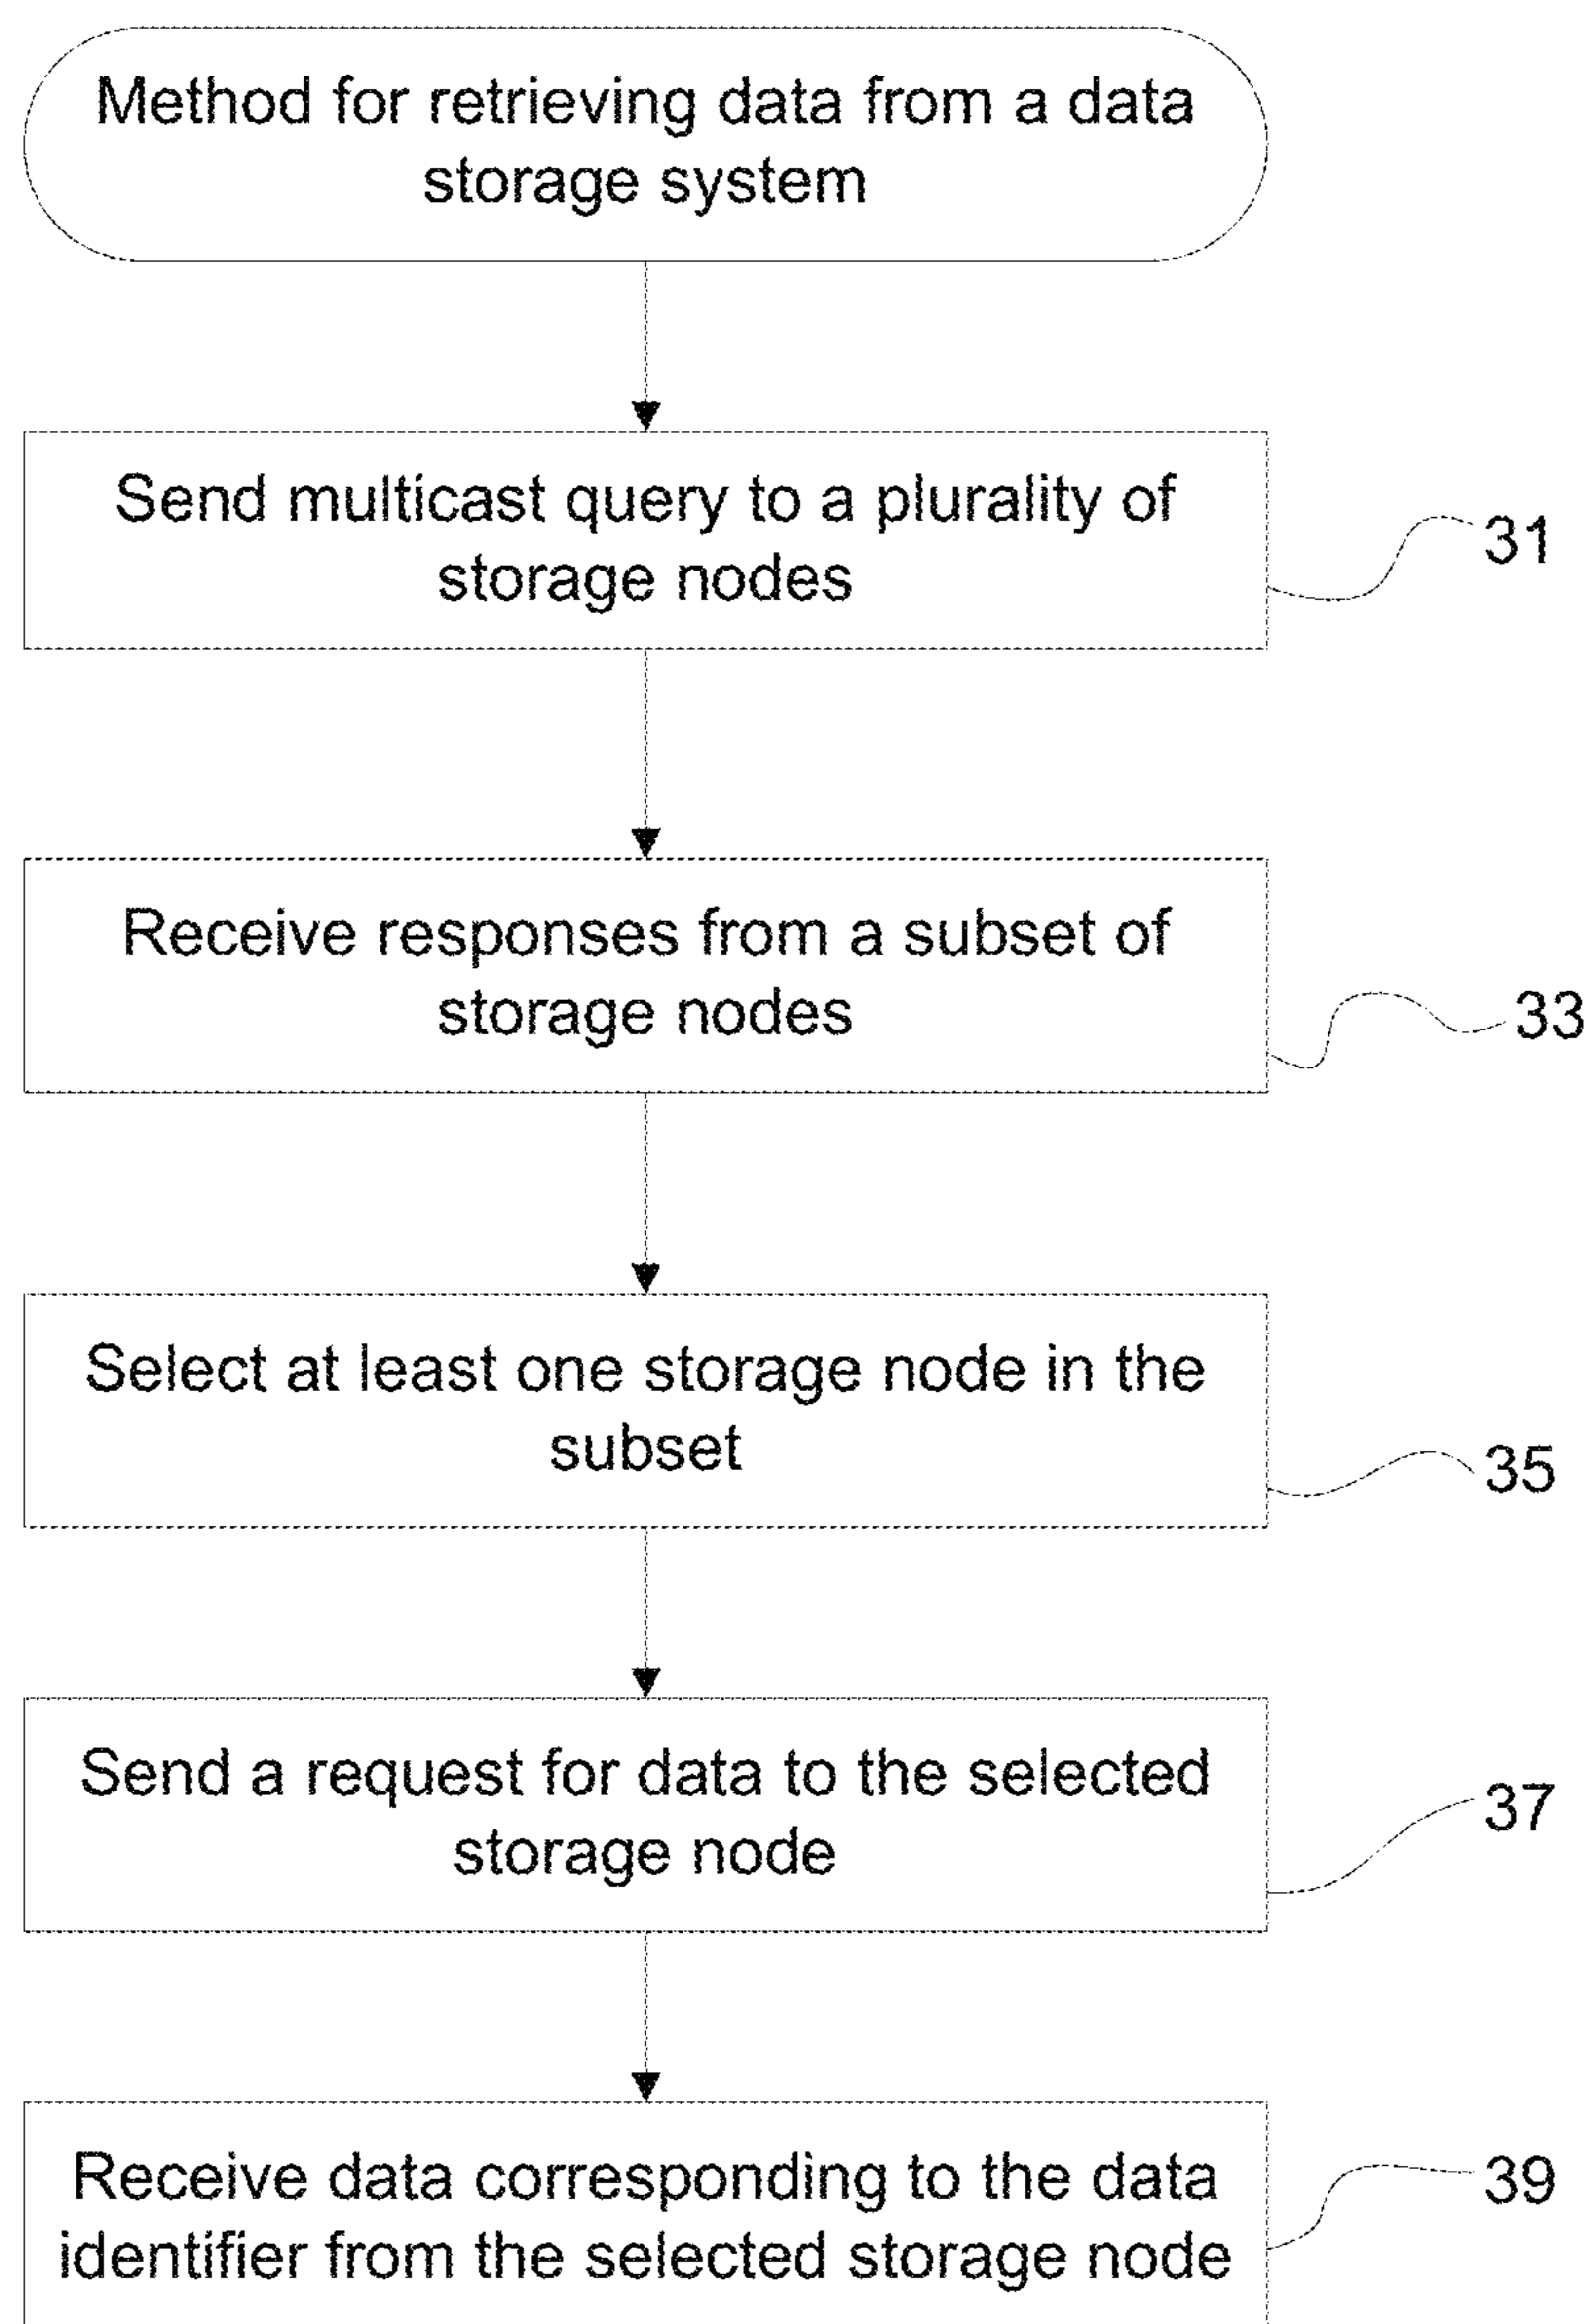 Method for retrieving data from a data
storage system
Send multicast query to a plurality of
storage nodes
31
Receive responses from a subset of
storage nodes
33
Select at least one storage node in the
subset
35
Send a request for data to the selected
storage node
37
Receive data corresponding to the data
identifier from the selected storage node
39